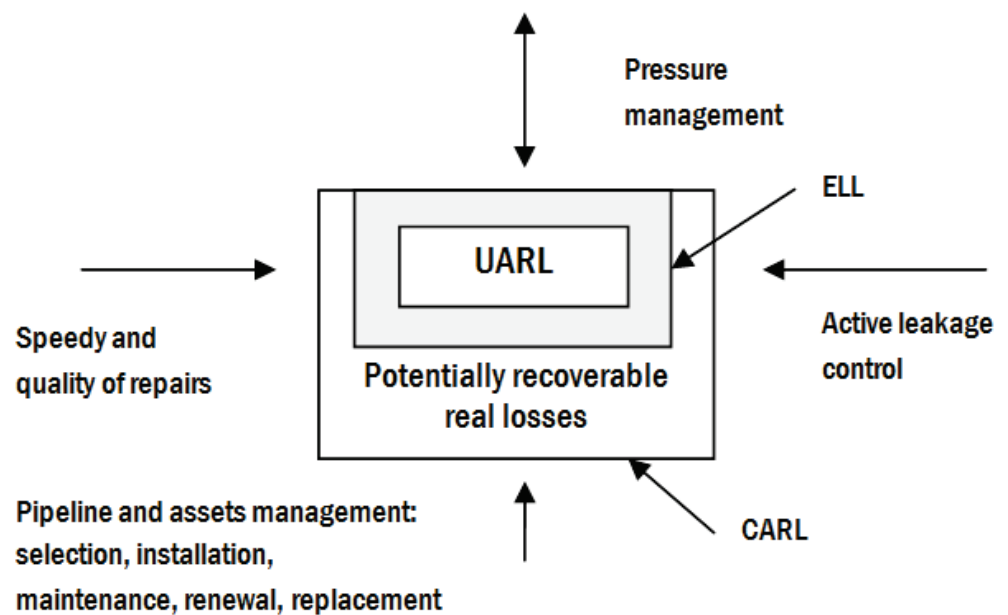 Pressure
management
ELL
UARL
Speedy and
quality of repairs
Active leakage
control
Potentially recoverable
real losses
Pipeline and assets management:
selection, installation,
maintenance, renewal, replacement
CARL